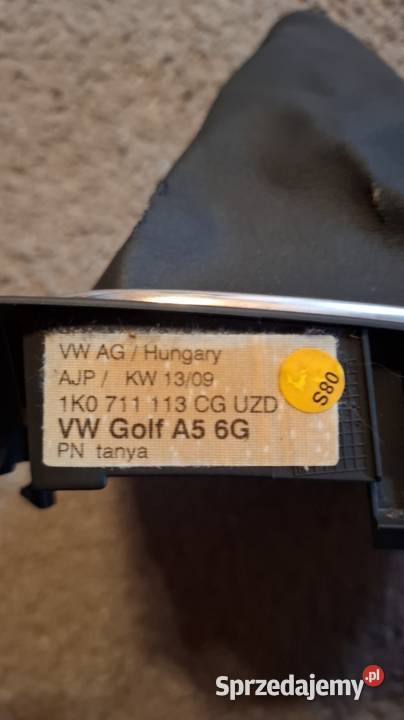 VW AG / Hungary
AJP / KW 13/09
1K0 711 113 CG UZD
VW Golf A5 6G
PN tanya
S80
Sprzedajemy.pl